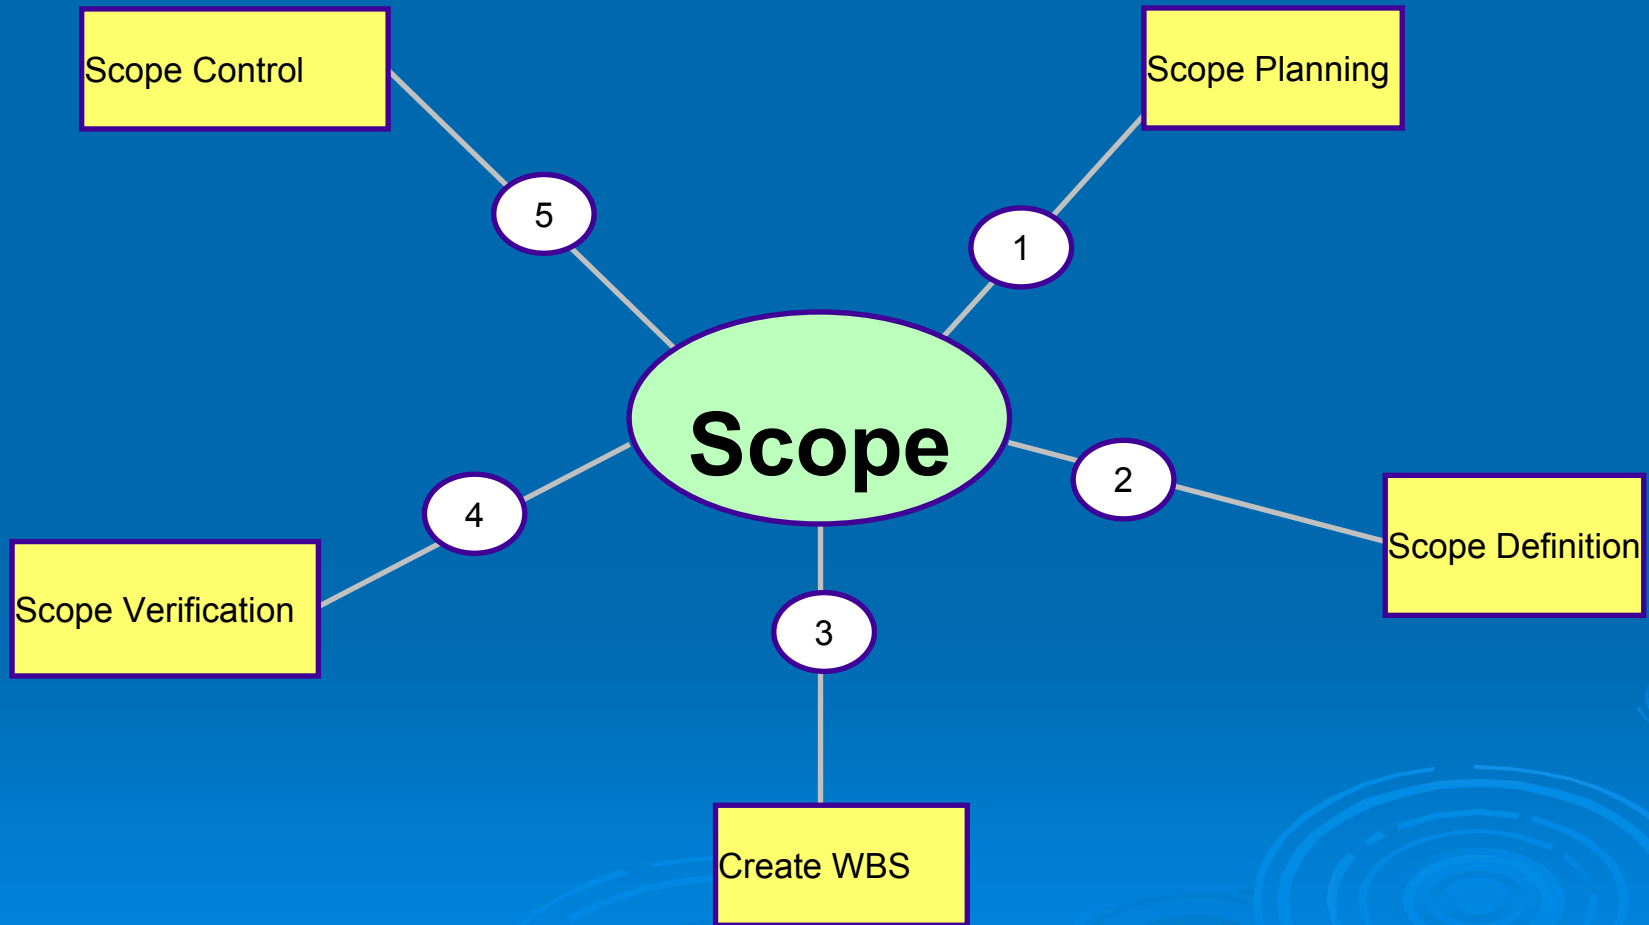 Scope Control
Scope Planning
5
1
Scope
2
4
Scope Definition
Scope Verification
3
Create WBS